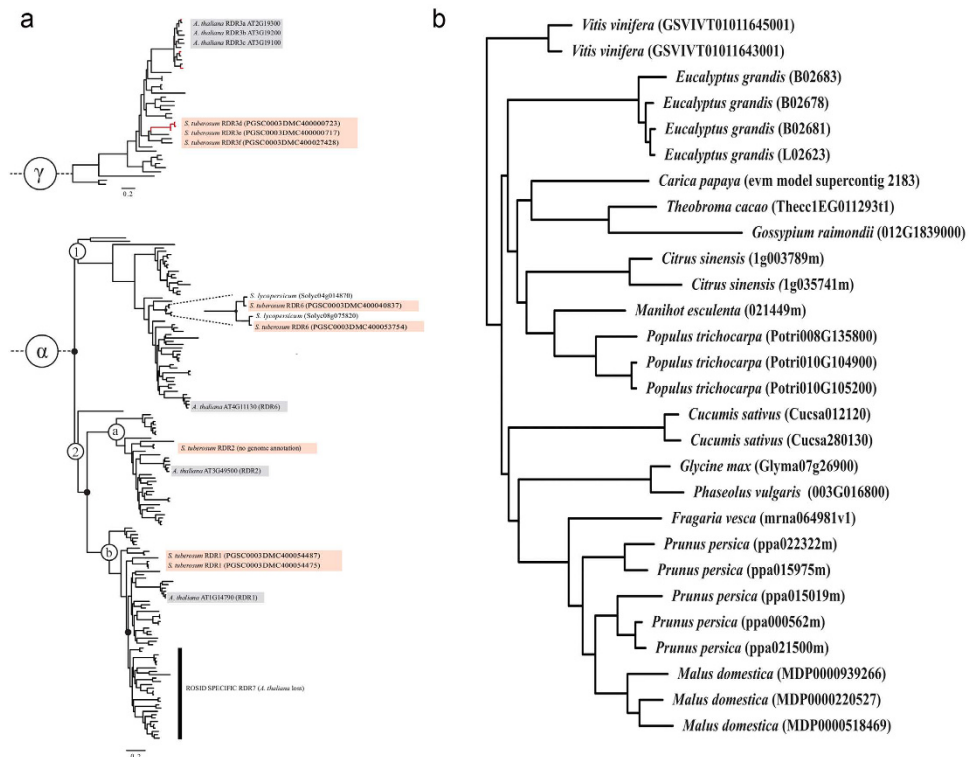 a
A. thaliana RDR3a AT2G19300
A. thaliana RDR3b AT3G19200
A. thaliana RDR3c AT3G19100
S. tuberosum RDR3d (PGSC0003DMC400000723)
S. tuberosum RDR3e (PGSC0003DMC400000717)
S. tuberosum RDR3f (PGSC0003DMC400027428)
γ
0.2
1
S. lycopersicum (Solyc04g014870)
S. tuberosum RDR6 (PGSC0003DMC400040837)
S. lycopersicum (Solyc08g075820)
S. tuberosum RDR6 (PGSC0003DMC400053754)
α
A. thaliana AT4G11130 (RDR6)
a
2
S. tuberosum RDR2 (no genome annotation)
A. thaliana AT3G49500 (RDR2)
b
S. tuberosum RDR1 (PGSC0003DMC400054487)
S. tuberosum RDR1 (PGSC0003DMC400054475)
A. thaliana AT1G14790 (RDR1)
ROSID SPECIFIC RDR7 (A. thaliana lost)
0.2
b
Vitis vinifera (GSVIVT01011645001)
Vitis vinifera (GSVIVT01011643001)
Eucalyptus grandis (B02683)
Eucalyptus grandis (B02678)
Eucalyptus grandis (B02681)
Eucalyptus grandis (L02623)
Carica papaya (evm model supercontig 2183)
Theobroma cacao (Thecc1EG011293t1)
Gossypium raimondii (012G1839000)
Citrus sinensis (1g003789m)
Citrus sinensis (1g035741m)
Manihot esculenta (021449m)
Populus trichocarpa (Potri008G135800)
Populus trichocarpa (Potri010G104900)
Populus trichocarpa (Potri010G105200)
Cucumis sativus (Cucsa012120)
Cucumis sativus (Cucsa280130)
Glycine max (Glyma07g26900)
Phaseolus vulgaris (003G016800)
Fragaria vesca (mrna064981v1)
Prunus persica (ppa022322m)
Prunus persica (ppa015975m)
Prunus persica (ppa015019m)
Prunus persica (ppa000562m)
Prunus persica (ppa021500m)
Malus domestica (MDP0000939266)
Malus domestica (MDP0000220527)
Malus domestica (MDP0000518469)